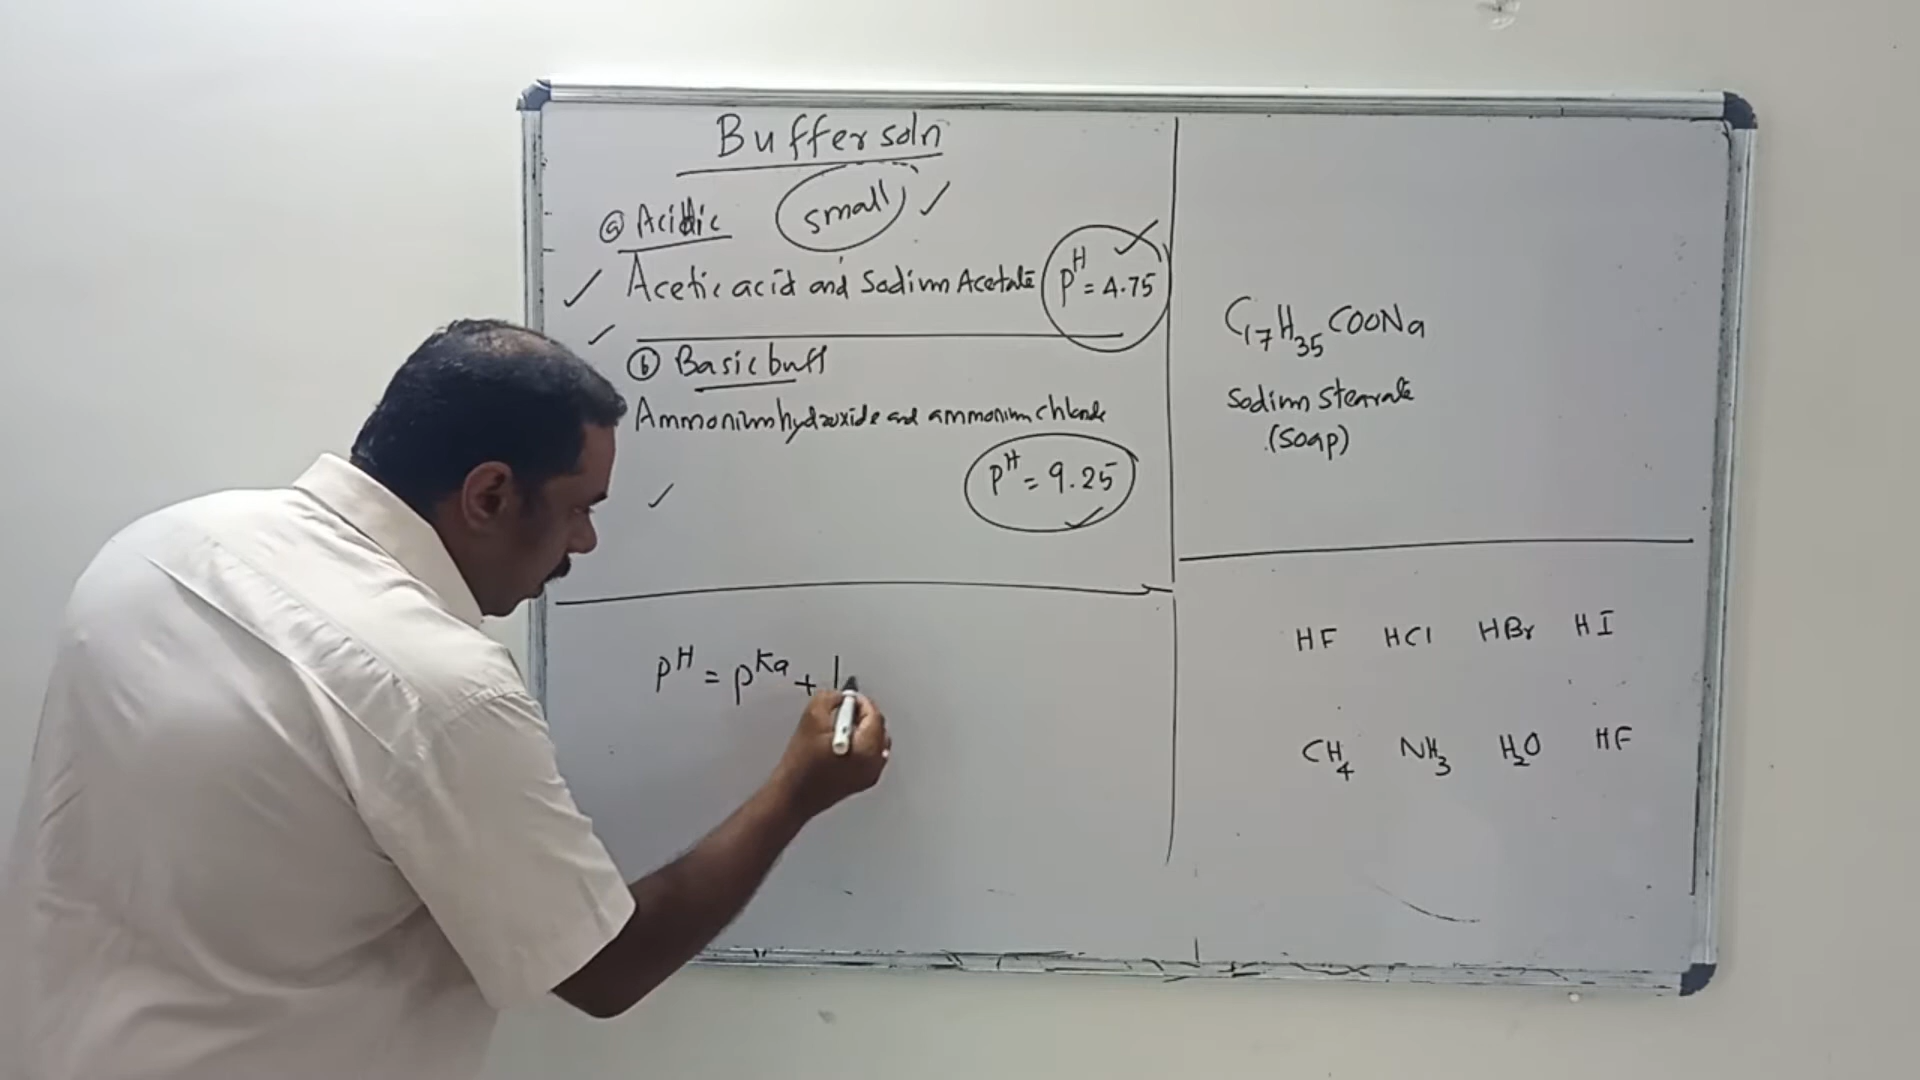 Buffer soln
ⓐ Acidic small
Acetic acid and Sodium Acetate pH = 4.75
ⓑ Basic buff
Ammonium hydroxide and ammonium chloride
pH = 9.25
pH = pKa + l
C17H35COONa
Sodium stearate
(soap)
HF HCl HBr HI
CH4 NH3 H2O HF